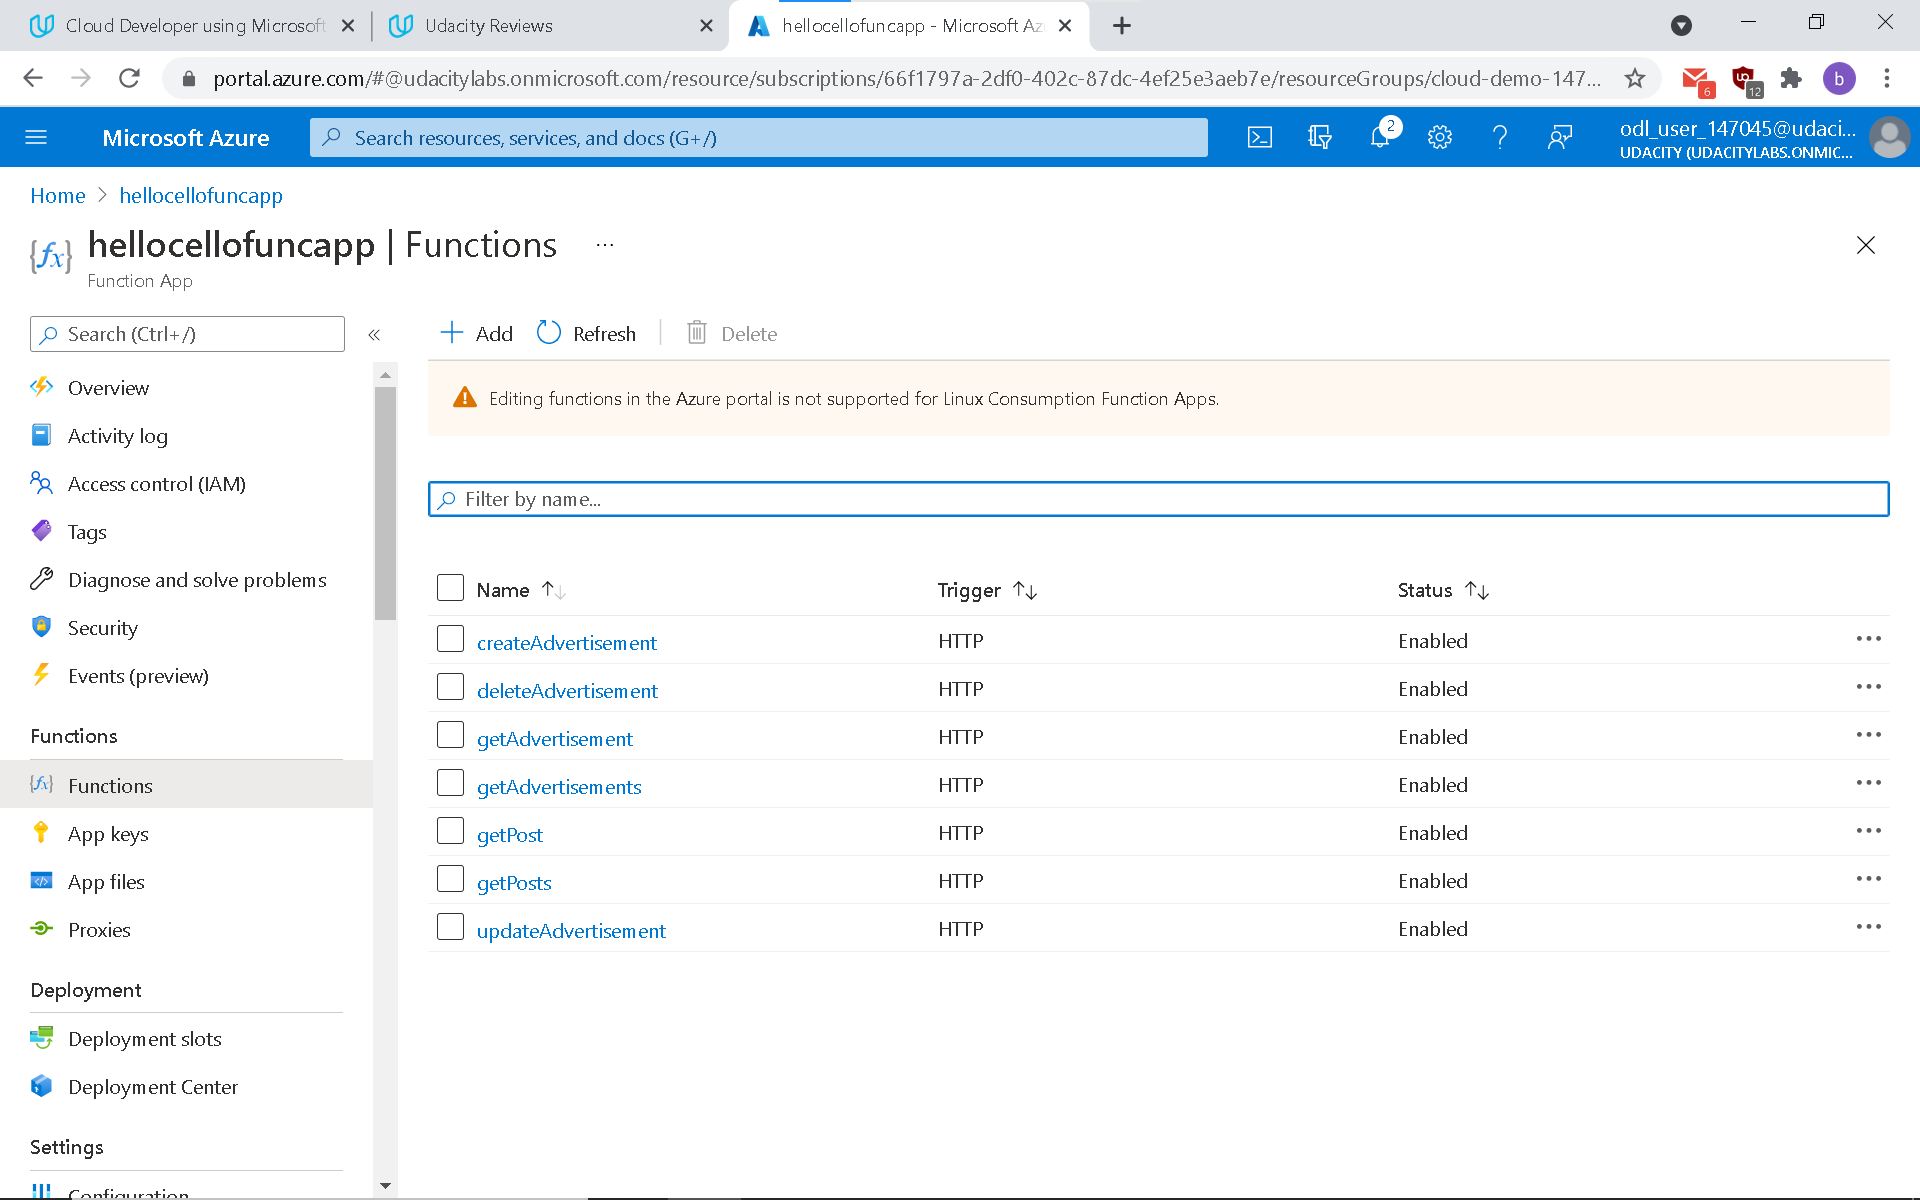 Cloud Developer using Microsoft
Udacity Reviews
hellocellofuncapp - Microsoft Az
portal.azure.com/#@udacitylabs.onmicrosoft.com/resource/subscriptions/66f1797a-2df0-402c-87dc-4ef25e3aeb7e/resourceGroups/cloud-demo-147...
6
12
b
Microsoft Azure
Search resources, services, and docs (G+/)
2
odl_user_147045@udaci...
UDACITY (UDACITYLABS.ONMIC...
Home > hellocellofuncapp
hellocellofuncapp | Functions ...
Function App
Search (Ctrl+/)
«
Add
Refresh
Delete
Overview
Activity log
Access control (IAM)
Tags
Diagnose and solve problems
Security
Events (preview)
Functions
Functions
App keys
App files
Proxies
Deployment
Deployment slots
Deployment Center
Settings
Configuration
Editing functions in the Azure portal is not supported for Linux Consumption Function Apps.
Filter by name...
Name Trigger Status
createAdvertisement HTTP Enabled
deleteAdvertisement HTTP Enabled
getAdvertisement HTTP Enabled
getAdvertisements HTTP Enabled
getPost HTTP Enabled
getPosts HTTP Enabled
updateAdvertisement HTTP Enabled